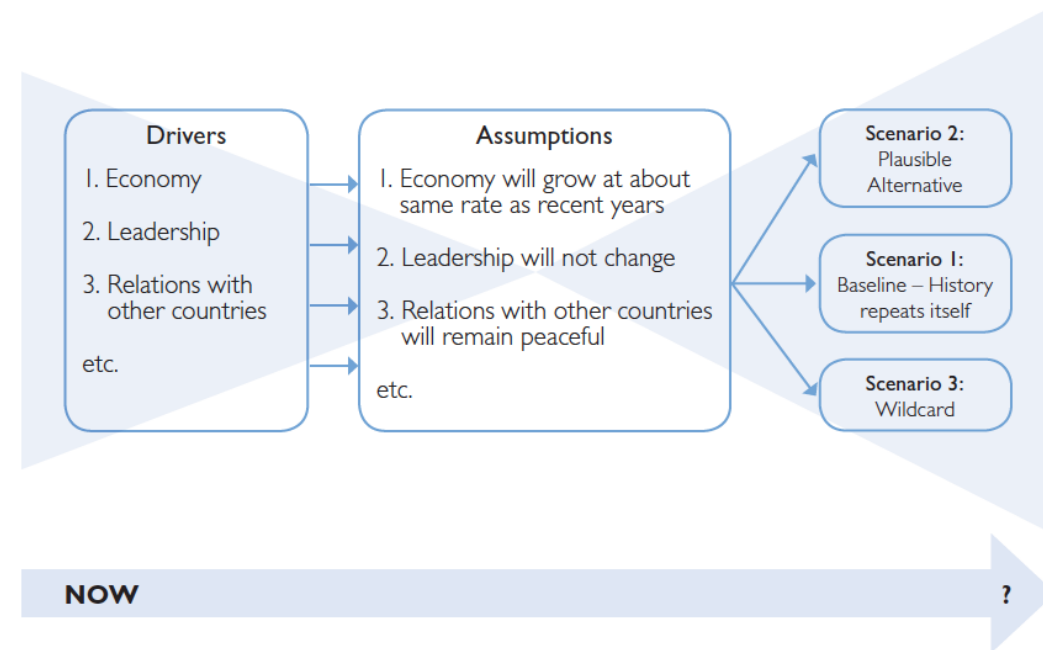 Drivers
1. Economy
2. Leadership
3. Relations with
other countries
etc.
Assumptions
1. Economy will grow at about
same rate as recent years
2. Leadership will not change
3. Relations with other countries
will remain peaceful
etc.
Scenario 2:
Plausible
Alternative
Scenario 1:
Baseline – History
repeats itself
Scenario 3:
Wildcard
NOW
?